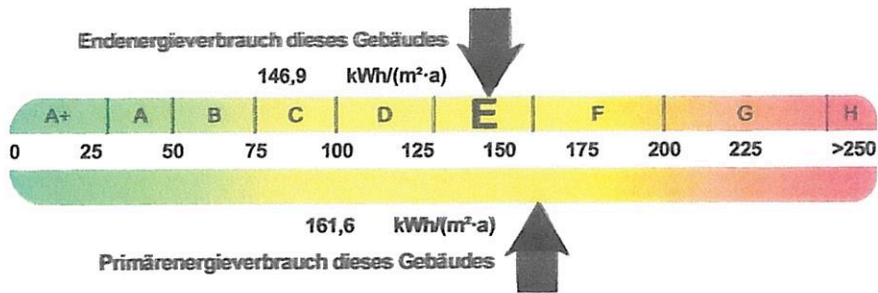 Endenergieverbrauch dieses Gebäudes
146,9 kWh/(m²·a)
A+ A B C D E F G H
0 25 50 75 100 125 150 175 200 225 >250
161,6 kWh/(m²·a)
Primärenergieverbrauch dieses Gebäudes